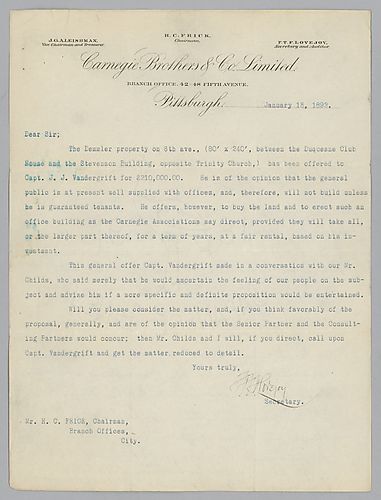 H. C. FRICK,
Chairman.
J.G.A.LEISHMAN,
Vice Chairman and Treasurer.
F. T. F. LOVEJOY,
Secretary and Auditor.
Carnegie Brothers & Co. Limited.
BRANCH OFFICE, 42-48 FIFTH AVENUE.
Pittsburgh, January 18, 1892.
Dear Sir;
The Denzler property on 6th ave., (80' x 240', between the Duquesne Club
House and the Stevenson Building, opposite Trinity Church,) has been offered to
Capt. J. J. Vandergrift for $210,000.00. He is of the opinion that the general
public is at present well supplied with offices, and, therefore, will not build unless
he is guaranteed tenants. He offers, however, to buy the land and to erect such an
office building as the Carnegie Associations may direct, provided they will take all,
or the larger part thereof, for a term of years, at a fair rental, based on his in-
vestment.
This general offer Capt. Vandergrift made in a conversation with our Mr.
Childs, who said merely that he would ascertain the feeling of our people on the sub-
ject and advise him if a more specific and definite proposition would be entertained.
Will you please consider the matter, and, if you think favorably of the
proposal, generally, and are of the opinion that the Senior Partner and the Consult-
ing Partners would concur; then Mr. Childs and I will, if you direct, call upon
Capt. Vandergrift and get the matter reduced to detail.
Yours truly,
F. T. F. Lovejoy
Secretary.
Mr. H. C. FRICK, Chairman,
Branch Offices,
City.